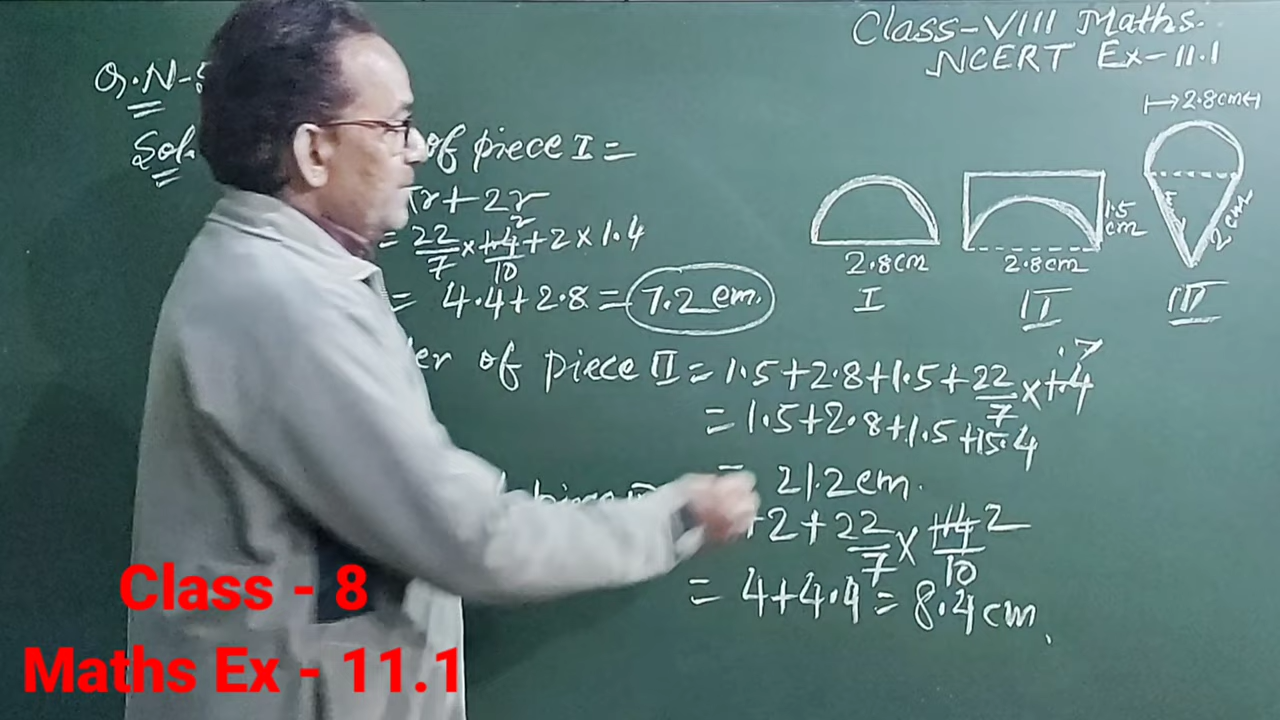 Class-VIII Maths.
NCERT Ex-11.1
Q.N-5
Sol.
of piece I =
πr + 2r
= 22/7 × 14/10 2 + 2 × 1.4
= 4.4 + 2.8 = 7.2 cm.
2.8cm
I
1.5 cm
2.8cm
II
2.8cm
2cm
III
of piece II = 1.5+2.8+1.5+22/7 × 1.4 .7
= 1.5+2.8+1.5+15.4
= 21.2 cm.
+2+22/7 × 14/10 2
= 4+4.4 = 8.4 cm.
Class - 8
Maths Ex - 11.1